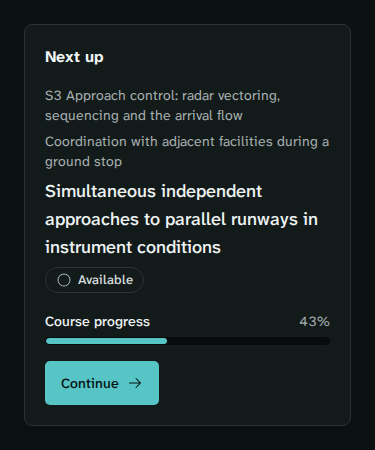 Next up
S3 Approach control: radar vectoring,
sequencing and the arrival flow
Coordination with adjacent facilities during a
ground stop
Simultaneous independent
approaches to parallel runways in
instrument conditions
Available
Course progress 43%
Continue →